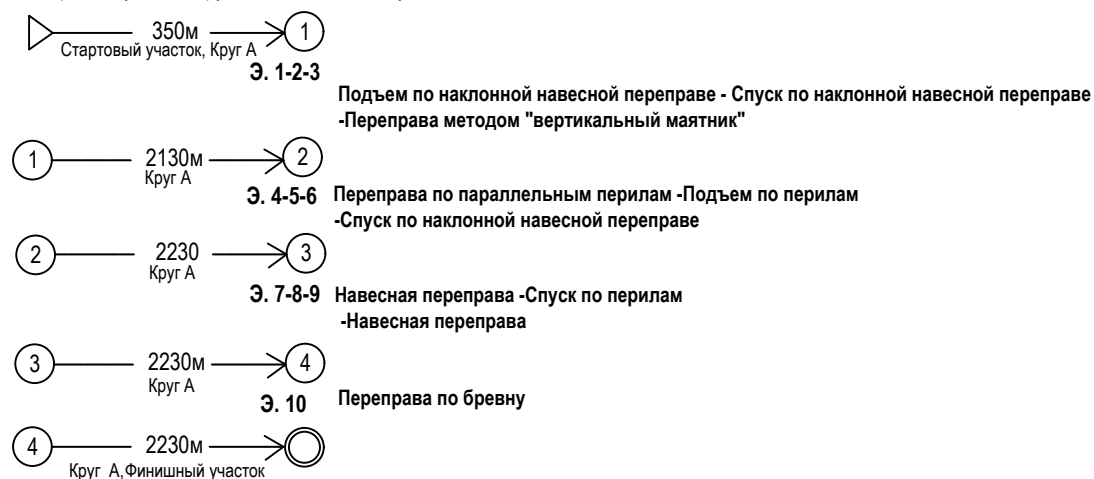 350м
1
Стартовый участок, Круг А
Э. 1-2-3
Подъем по наклонной навесной переправе - Спуск по наклонной навесной переправе
-Переправа методом "вертикальный маятник"
1
2130м
2
Круг А
Э. 4-5-6
Переправа по параллельным перилам -Подъем по перилам
-Спуск по наклонной навесной переправе
2
2230
3
Круг А
Э. 7-8-9
Навесная переправа -Спуск по перилам
-Навесная переправа
3
2230м
4
Круг А
Э. 10
Переправа по бревну
4
2230м
Круг А,Финишный участок